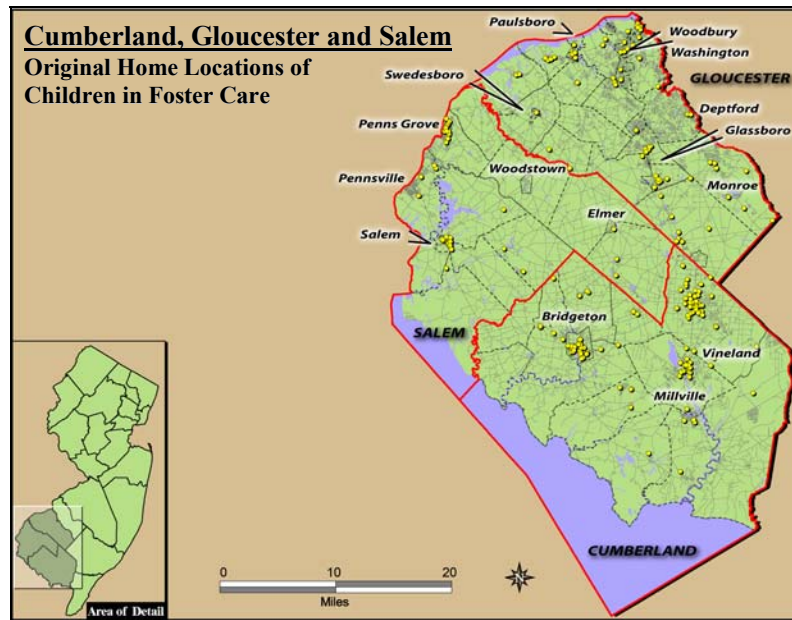 Cumberland, Gloucester and Salem
Original Home Locations of
Children in Foster Care
Paulsboro
Woodbury
Washington
Swedesboro
GLOUCESTER
Deptford
Penns Grove
Glassboro
Woodstown
Pennsville
Monroe
Elmer
Salem
Bridgeton
SALEM
Vineland
Millville
CUMBERLAND
0 10 20
Miles
N
Area of Detail